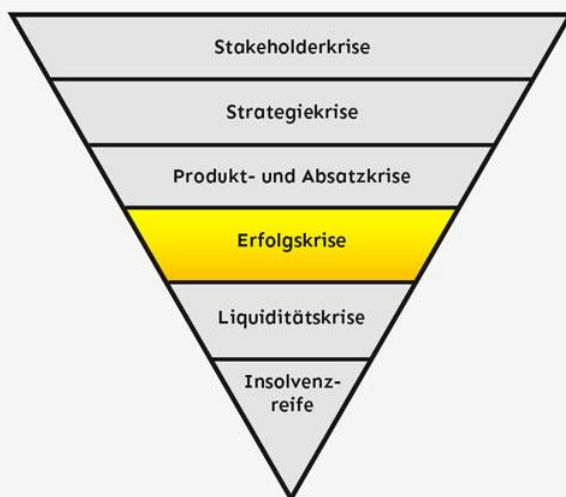 Stakeholderkrise
Strategiekrise
Produkt- und Absatzkrise
Erfolgskrise
Liquiditätskrise
Insolvenz-
reife